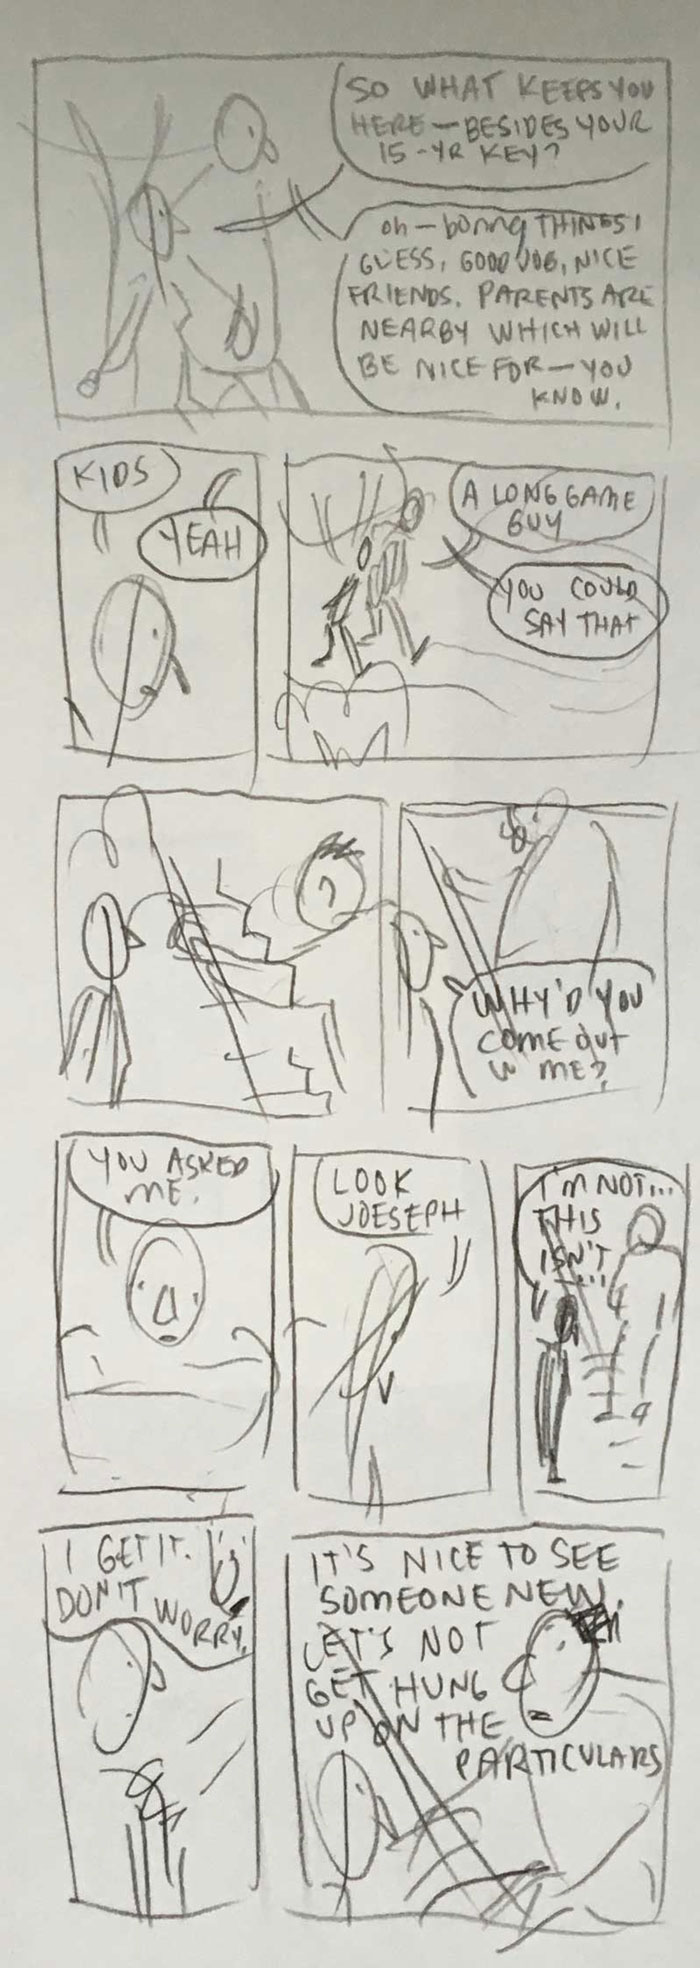 SO WHAT KEEPS YOU
HERE—BESIDES YOUR
15-YR KEY?
oh—boring THINGS I
GUESS, GOOD JOB, NICE
FRIENDS. PARENTS ARE
NEARBY WHICH WILL
BE NICE FOR—YOU
KNOW.
KIDS
YEAH
A LONG GAME
GUY
YOU COULD
SAY THAT
WHY'D YOU
COME OUT
W ME?
YOU ASKED
ME.
LOOK
JOESEPH
I'M NOT...
THIS
ISN'T
...
I GET IT.
DON'T
WORRY.
IT'S NICE TO SEE
SOMEONE NEW.
LET'S NOT
GET HUNG
UP ON THE
PARTICULARS